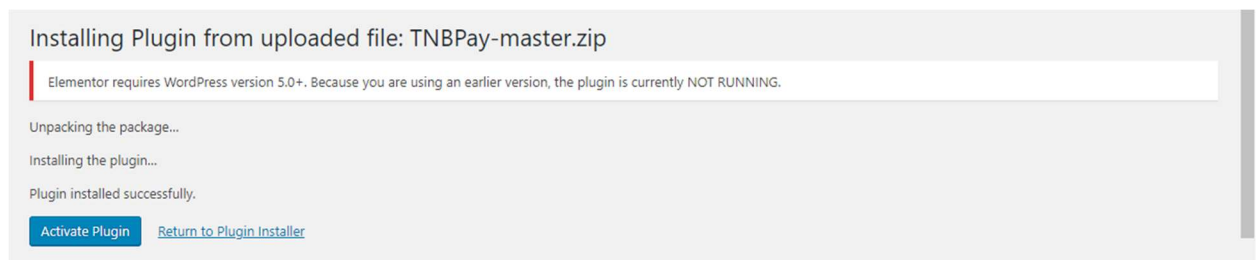 Installing Plugin from uploaded file: TNBPay-master.zip
Elementor requires WordPress version 5.0+. Because you are using an earlier version, the plugin is currently NOT RUNNING.
Unpacking the package...
Installing the plugin...
Plugin installed successfully.
Activate Plugin Return to Plugin Installer